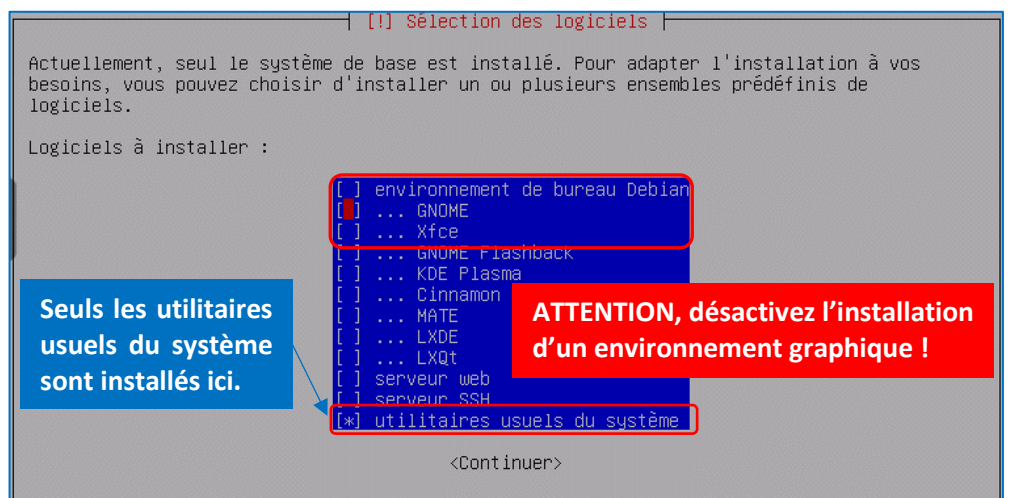 [!] Sélection des logiciels
Actuellement, seul le système de base est installé. Pour adapter l'installation à vos
besoins, vous pouvez choisir d'installer un ou plusieurs ensembles prédéfinis de
logiciels.
Logiciels à installer :
[ ] environnement de bureau Debian
[ ] ... GNOME
[ ] ... Xfce
[ ] ... GNOME Flashback
[ ] ... KDE Plasma
[ ] ... Cinnamon
[ ] ... MATE
[ ] ... LXDE
[ ] ... LXQt
[ ] serveur web
[ ] serveur SSH
[*] utilitaires usuels du système
Seuls les utilitaires
usuels du système
sont installés ici.
ATTENTION, désactivez l’installation
d’un environnement graphique !
<Continuer>